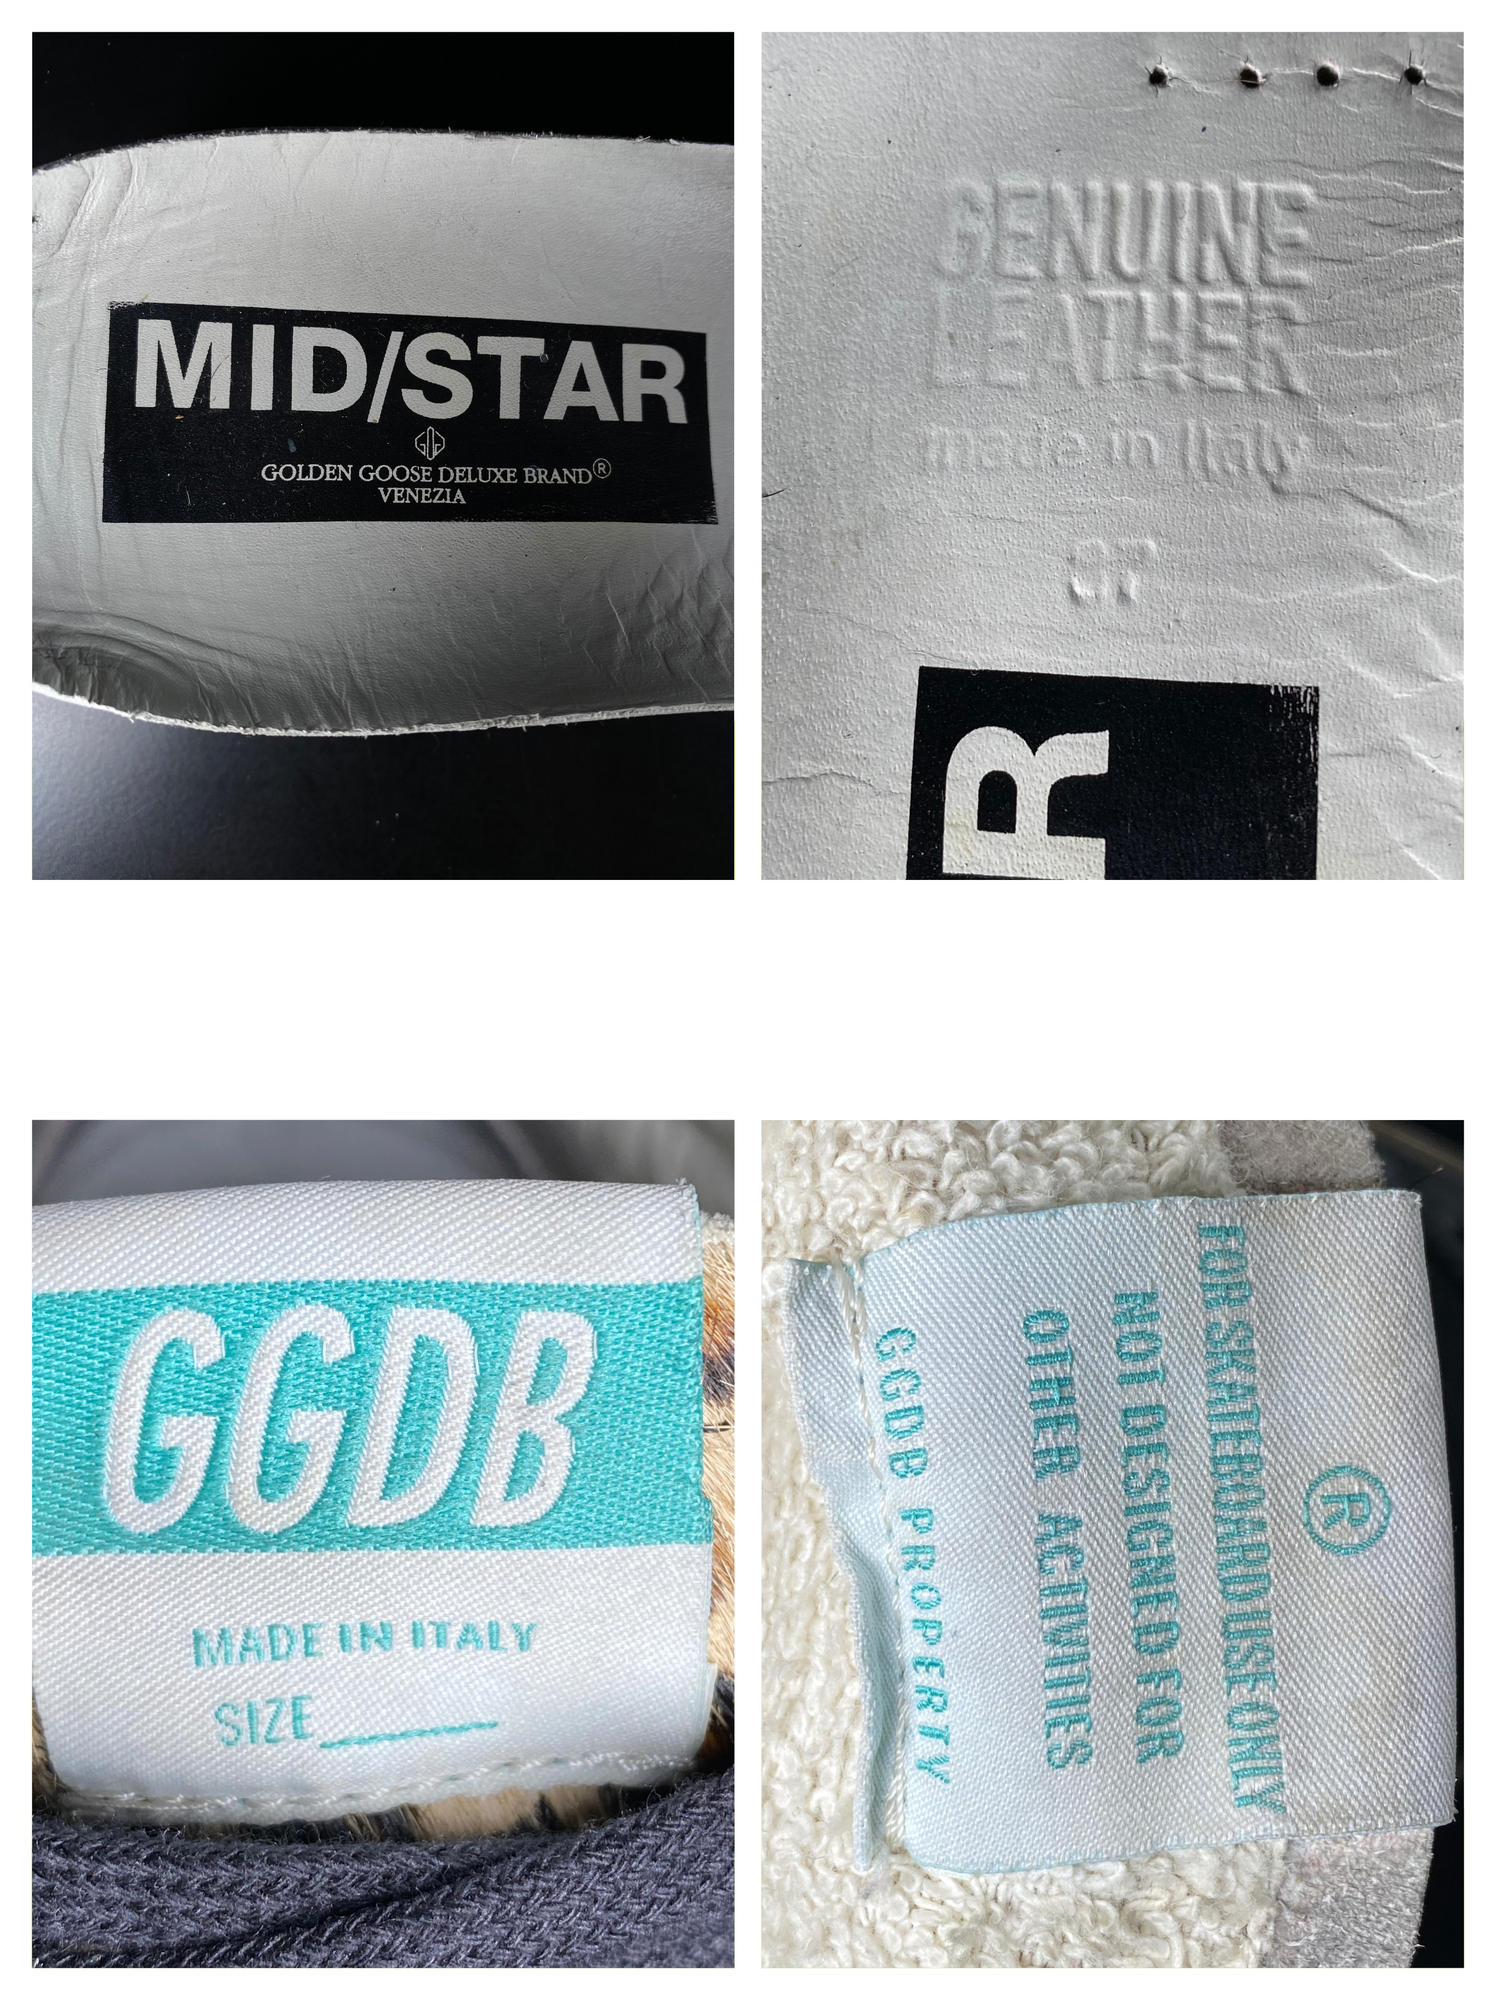 MID/STAR
GOLDEN GOOSE DELUXE BRAND®
VENEZIA
GENUINE
LEATHER
made in Italy
37
R
GGDB
MADE IN ITALY
SIZE
®
FOR SKATEBOARD USE ONLY
NOT DESIGNED FOR
OTHER ACTIVITIES
GGDB PROPERTY